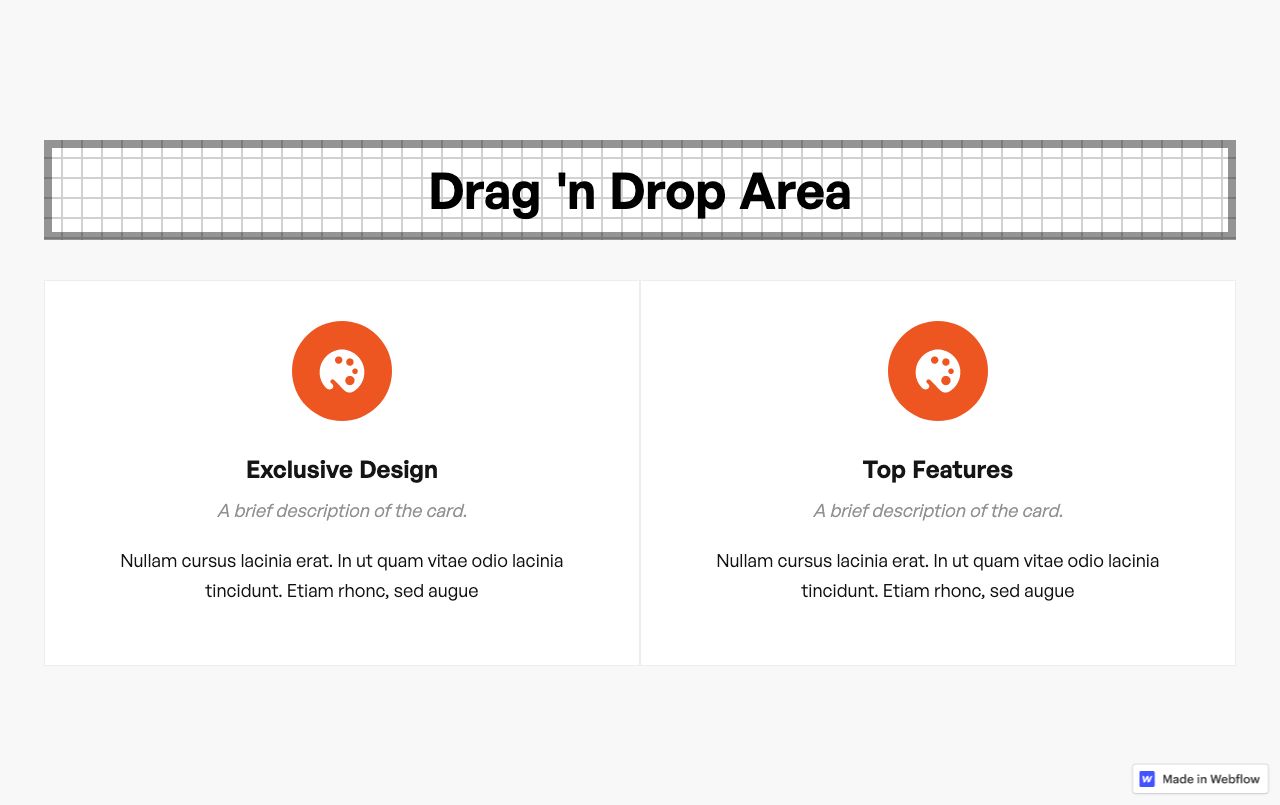 Drag 'n Drop Area
Exclusive Design
A brief description of the card.
Nullam cursus lacinia erat. In ut quam vitae odio lacinia
tincidunt. Etiam rhonc, sed augue
Top Features
A brief description of the card.
Nullam cursus lacinia erat. In ut quam vitae odio lacinia
tincidunt. Etiam rhonc, sed augue
Made in Webflow